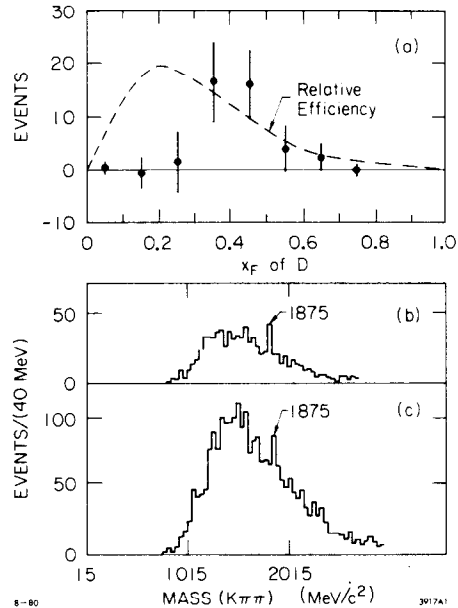 30
20
10
0
-10
EVENTS
(a)
Relative
Efficiency
0 0.2 0.4 0.6 0.8 1.0
x_F of D
EVENTS/(40 MeV)
50
0
1875
(b)
100
50
0
1875
(c)
15 1015 2015
MASS (Kππ) (MeV/c²)
8-80
3917A1